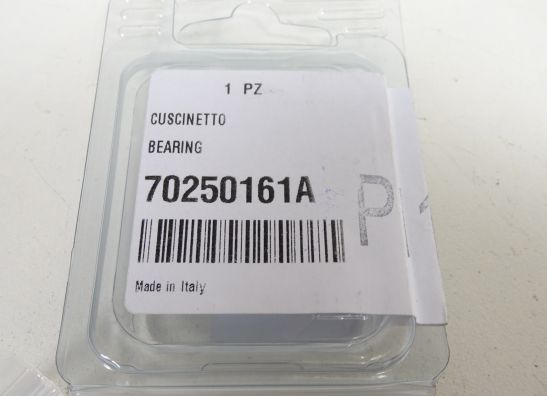 1 PZ
CUSCINETTO
BEARING
70250161A
Made in Italy